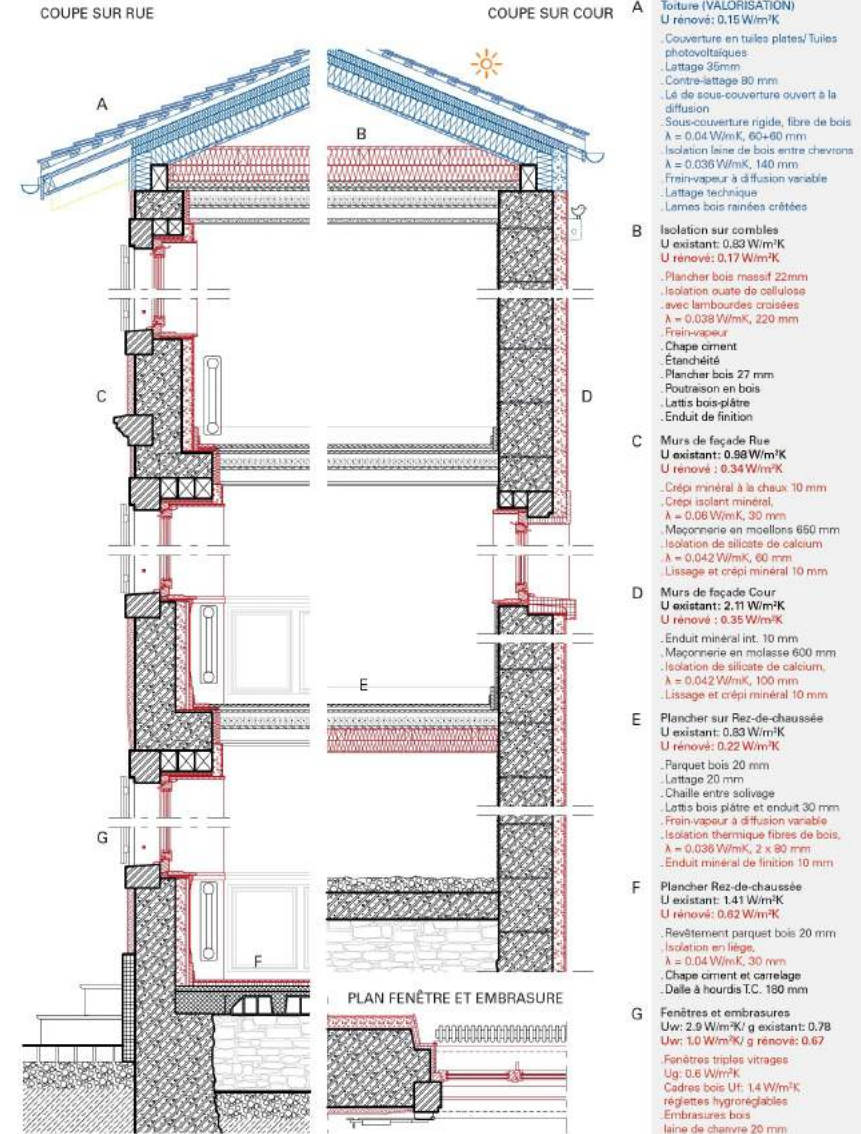 COUPE SUR RUE
COUPE SUR COUR
A
B
C
D
E
F
G
PLAN FENÊTRE ET EMBRASURE
A Toiture (VALORISATION)
U rénové: 0.15 W/m²K
. Couverture en tuiles plates/ Tuiles
photovoltaïques
. Lattage 35mm
. Contre-lattage 80 mm
. Lé de sous-couverture ouvert à la
diffusion
. Sous-couverture rigide, fibre de bois
λ = 0.04 W/mK, 60+60 mm
. Isolation laine de bois entre chevrons
λ = 0.036 W/mK, 140 mm
. Frein-vapeur à diffusion variable
. Lattage technique
. Lames bois rainées crêtées
B Isolation sur combles
U existant: 0.83 W/m²K
U rénové: 0.17 W/m²K
. Plancher bois massif 22mm
. Isolation ouate de cellulose
. avec lambourdes croisées
λ = 0.038 W/mK, 220 mm
. Frein-vapeur
. Chape ciment
. Étanchéité
. Plancher bois 27 mm
. Poutraison en bois
. Lattis bois-plâtre
. Enduit de finition
C Murs de façade Rue
U existant: 0.98 W/m²K
U rénové : 0.34 W/m²K
. Crépi minéral à la chaux 10 mm
. Crépi isolant minéral,
λ = 0.06 W/mK, 30 mm
. Maçonnerie en moellons 650 mm
. Isolation de silicate de calcium
λ = 0.042 W/mK, 60 mm
. Lissage et crépi minéral 10 mm
D Murs de façade Cour
U existant: 2.11 W/m²K
U rénové : 0.35 W/m²K
. Enduit minéral int. 10 mm
. Maçonnerie en molasse 600 mm
. Isolation de silicate de calcium,
λ = 0.042 W/mK, 100 mm
. Lissage et crépi minéral 10 mm
E Plancher sur Rez-de-chaussée
U existant: 0.83 W/m²K
U rénové: 0.22 W/m²K
. Parquet bois 20 mm
. Lattage 20 mm
. Chaille entre solivage
. Lattis bois plâtre et enduit 30 mm
. Frein-vapeur à diffusion variable
. Isolation thermique fibres de bois,
λ = 0.036 W/mK, 2 x 80 mm
. Enduit minéral de finition 10 mm
F Plancher Rez-de-chaussée
U existant: 1.41 W/m²K
U rénové: 0.62 W/m²K
. Revêtement parquet bois 20 mm
. Isolation en liège,
λ = 0.04 W/mK, 30 mm
. Chape ciment et carrelage
. Dalle à hourdis T.C. 180 mm
G Fenêtres et embrasures
Uw: 2.9 W/m²K/ g existant: 0.78
Uw: 1.0 W/m²K/ g rénové: 0.67
. Fenêtres triples vitrages
Ug: 0.6 W/m²K
Cadres bois Uf: 1.4 W/m²K
réglettes hygroréglables
. Embrasures bois
laine de chanvre 20 mm